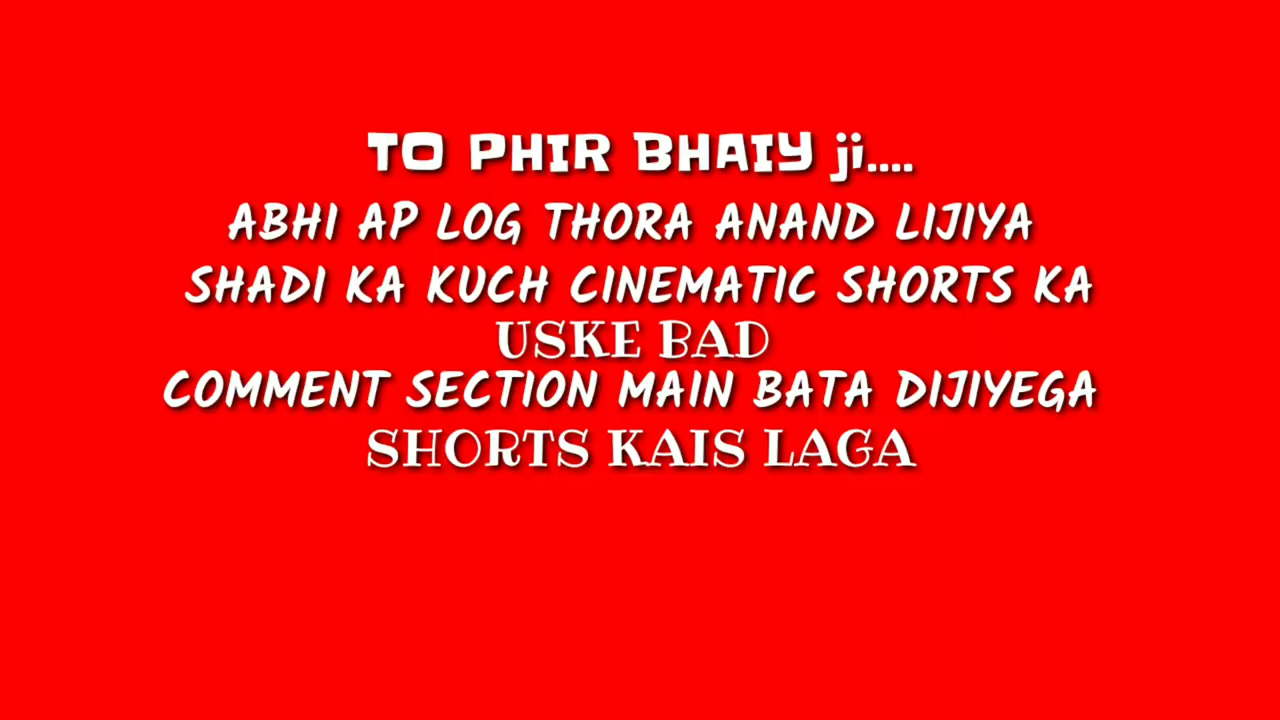 TO PHIR BHAIY ji....
ABHI AP LOG THORA ANAND LIJIYA
SHADI KA KUCH CINEMATIC SHORTS KA
USKE BAD
COMMENT SECTION MAIN BATA DIJIYEGA
SHORTS KAIS LAGA